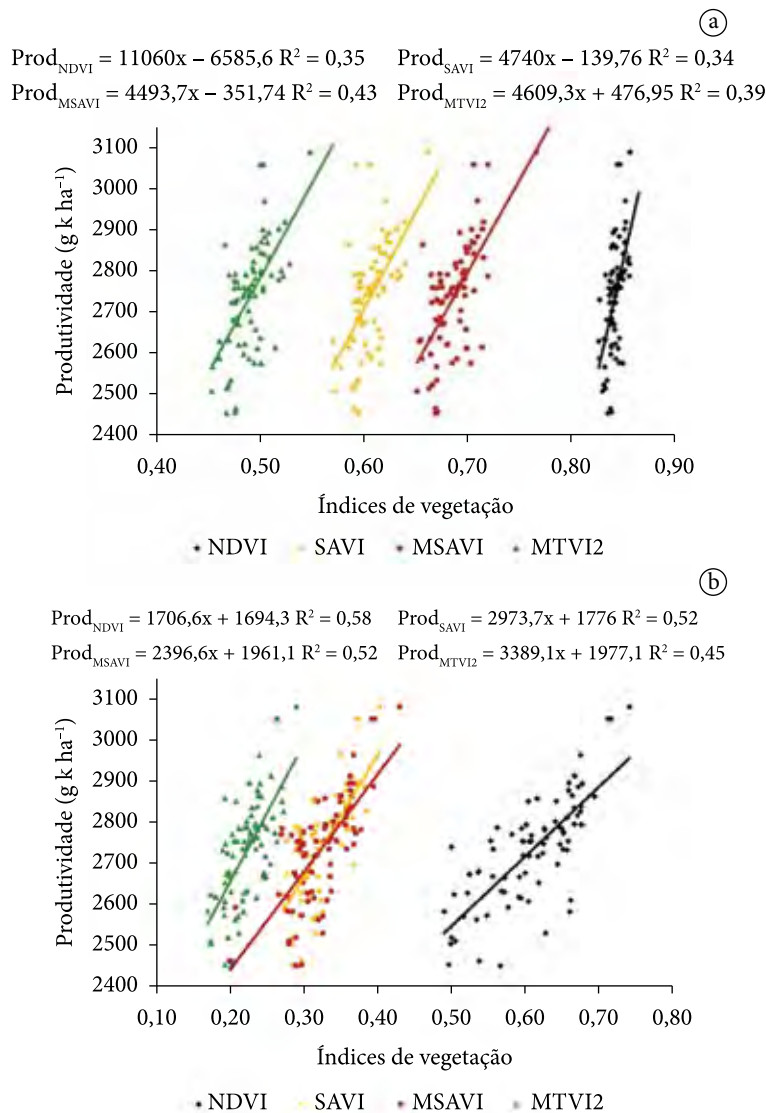 a
Prod_NDVI = 11060x – 6585,6 R² = 0,35 Prod_SAVI = 4740x – 139,76 R² = 0,34
Prod_MSAVI = 4493,7x – 351,74 R² = 0,43 Prod_MTVI2 = 4609,3x + 476,95 R² = 0,39
Produtividade (g k ha⁻¹)
3100
3000
2900
2800
2700
2600
2500
2400
0,40 0,50 0,60 0,70 0,80 0,90
Índices de vegetação
NDVI SAVI MSAVI MTVI2
b
Prod_NDVI = 1706,6x + 1694,3 R² = 0,58 Prod_SAVI = 2973,7x + 1776 R² = 0,52
Prod_MSAVI = 2396,6x + 1961,1 R² = 0,52 Prod_MTVI2 = 3389,1x + 1977,1 R² = 0,45
Produtividade (g k ha⁻¹)
3100
3000
2900
2800
2700
2600
2500
2400
0,10 0,20 0,30 0,40 0,50 0,60 0,70 0,80
Índices de vegetação
NDVI SAVI MSAVI MTVI2